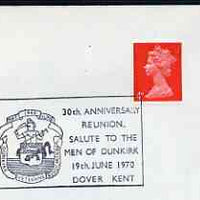 30th ANNIVERSARY
REUNION.
SALUTE TO THE
MEN OF DUNKIRK
19th JUNE 1970
DOVER KENT